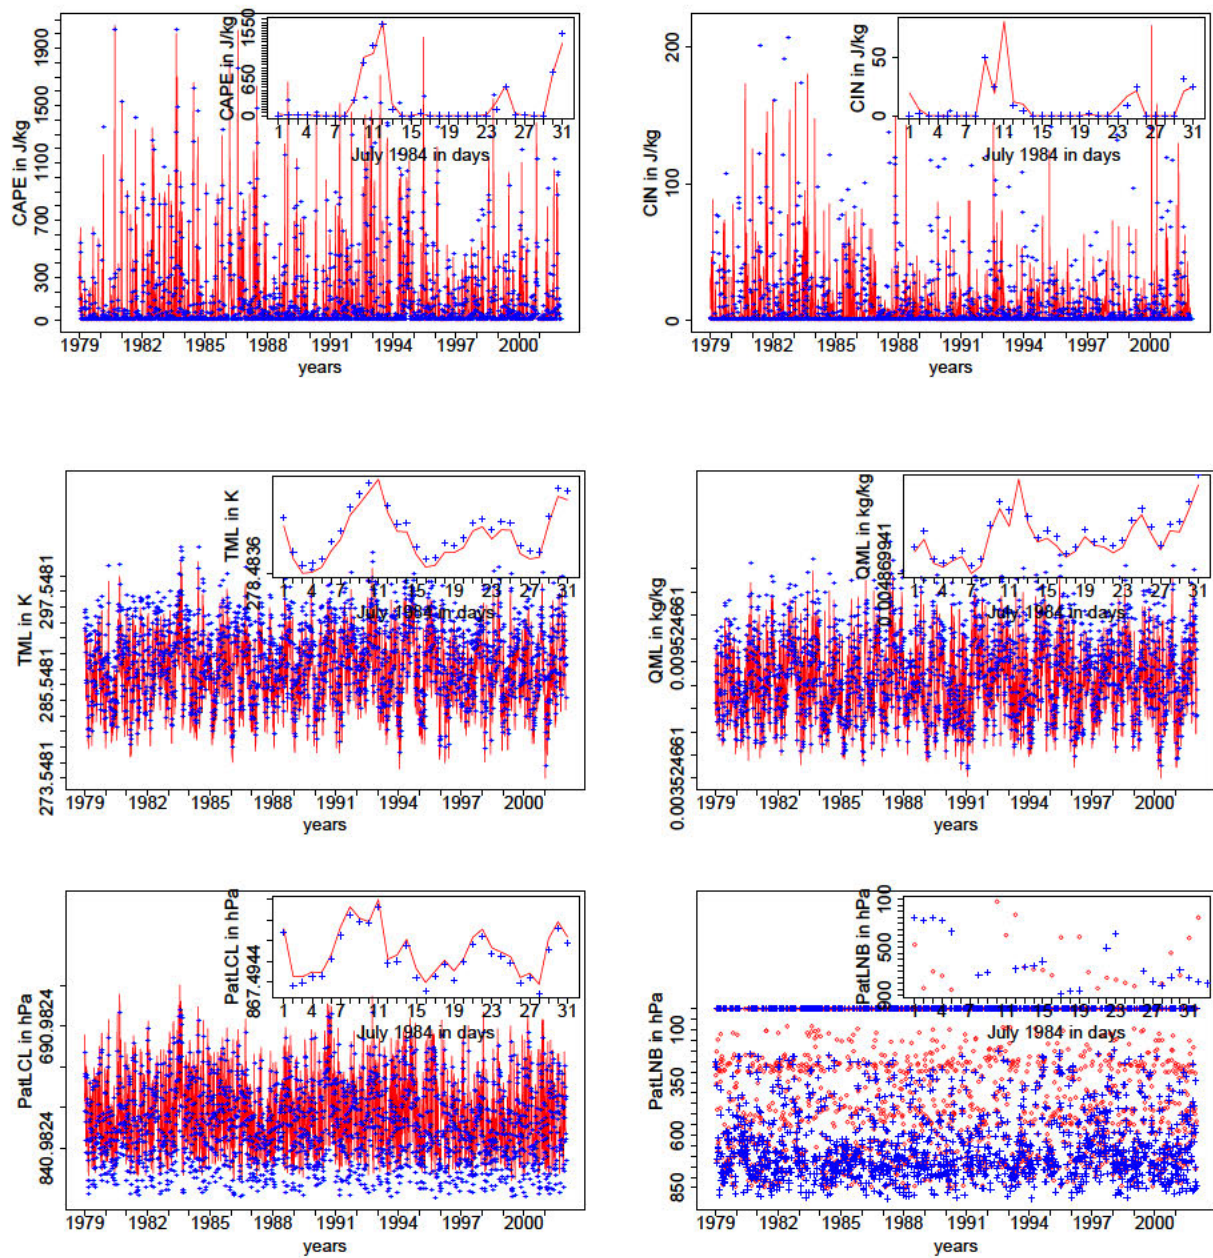 CAPE in J/kg
0 300 700 1100 1500 1900
1979 1982 1985 1988 1991 1994 1997 2000
years
CAPE in J/kg
0 650 1550
1 4 7 11 15 19 23 27 31
July 1984 in days
CIN in J/kg
0 100 200
1979 1982 1985 1988 1991 1994 1997 2000
years
CIN in J/kg
0 50
1 4 7 11 15 19 23 27 31
July 1984 in days
TML in K
273.5481 285.5481 297.5481
1979 1982 1985 1988 1991 1994 1997 2000
years
TML in K
278.4836
1 4 7 11 15 19 23 28 31
July 1984 in days
QML in kg/kg
0.003524661 0.009524661
1979 1982 1985 1988 1991 1994 1997 2000
years
QML in kg/kg
0.004869941
1 4 7 11 15 19 23 27 31
July 1984 in days
PatLCL in hPa
840.9824 690.9824
1979 1982 1985 1988 1991 1994 1997 2000
years
PatLCL in hPa
867.4944
1 4 7 11 15 19 23 28 31
July 1984 in days
PatLNB in hPa
850 600 350 100
1979 1982 1985 1988 1991 1994 1997 2000
years
PatLNB in hPa
900 500 100
1 4 7 11 15 19 23 27 31
July 1984 in days